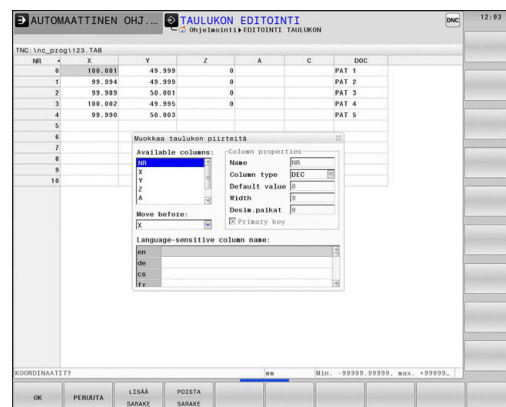 AUTOMAATTINEN OHJ....
TAULUKON EDITOINTI
Ohjelmointi▶EDITOINTI TAULUKON
DNC
12:03
TNC:\nc_prog\123.TAB
NR X Y Z A C DOC
0 100.001 49.999 0 PAT 1
1 99.994 49.999 0 PAT 2
2 99.989 50.001 0 PAT 3
3 100.002 49.995 0 PAT 4
4 99.990 50.003 PAT 5
5
6
7
8
9
10
Muokkaa taulukon piirteitä
Available columns:
NR
X
Y
Z
A
Move before:
X
Column properties
Name NR
Column type DEC
Default value 0
Width 9
Desim.paikat 0
Primary key
Language-sensitive column name:
en
de
cs
fr
KOORDINAATIT?
mm
Min. -99999.99999, max. +99999…
OK
PERUUTA
LISÄÄ SARAKE
POISTA SARAKE